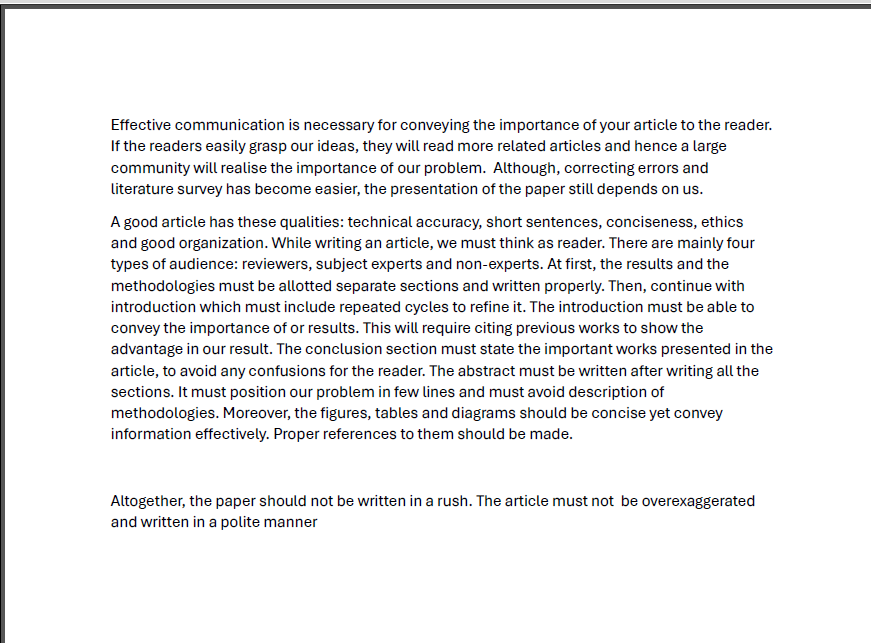 Effective communication is necessary for conveying the importance of your article to the reader.
If the readers easily grasp our ideas, they will read more related articles and hence a large
community will realise the importance of our problem.  Although, correcting errors and
literature survey has become easier, the presentation of the paper still depends on us.
A good article has these qualities: technical accuracy, short sentences, conciseness, ethics
and good organization. While writing an article, we must think as reader. There are mainly four
types of audience: reviewers, subject experts and non-experts. At first, the results and the
methodologies must be allotted separate sections and written properly. Then, continue with
introduction which must include repeated cycles to refine it. The introduction must be able to
convey the importance of or results. This will require citing previous works to show the
advantage in our result. The conclusion section must state the important works presented in the
article, to avoid any confusions for the reader. The abstract must be written after writing all the
sections. It must position our problem in few lines and must avoid description of
methodologies. Moreover, the figures, tables and diagrams should be concise yet convey
information effectively. Proper references to them should be made.
Altogether, the paper should not be written in a rush. The article must not  be overexaggerated
and written in a polite manner